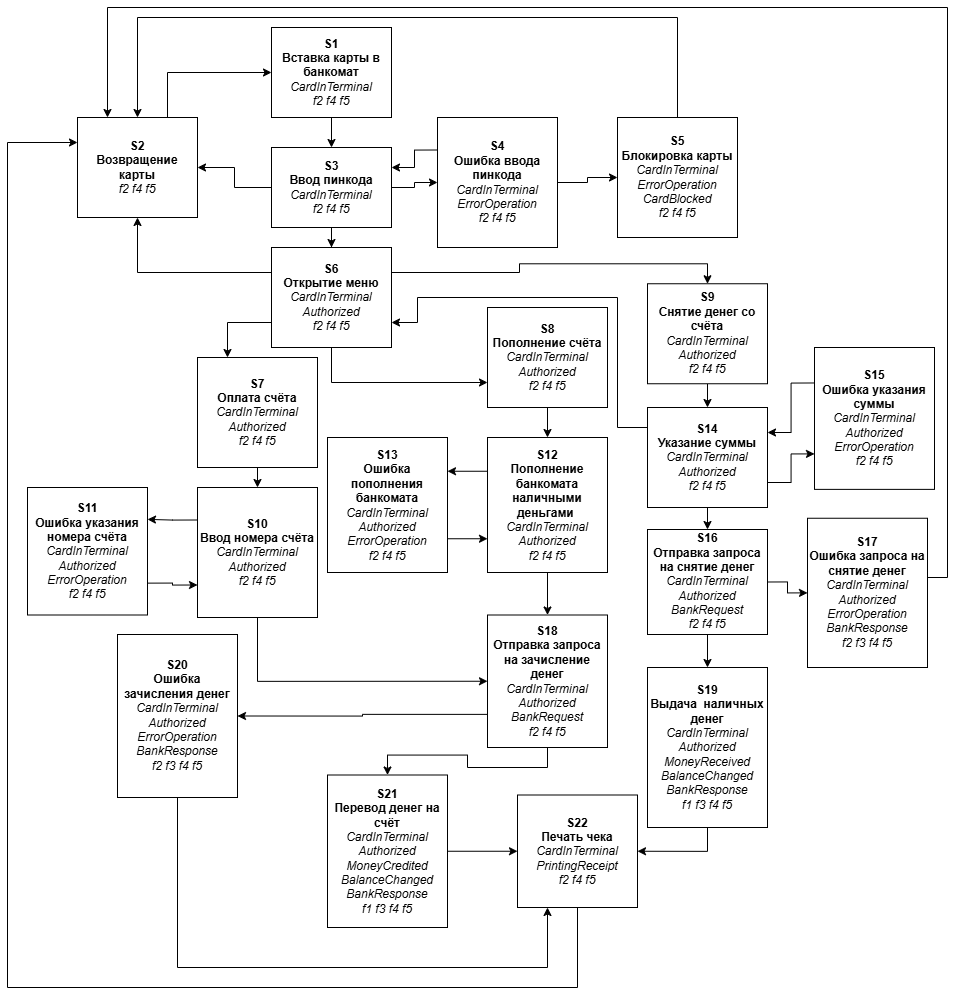 S1
Вставка карты в
банкомат
CardInTerminal
f2 f4 f5
S2
Возвращение
карты
f2 f4 f5
S3
Ввод пинкода
CardInTerminal
f2 f4 f5
S4
Ошибка ввода
пинкода
CardInTerminal
ErrorOperation
f2 f4 f5
S5
Блокировка карты
CardInTerminal
ErrorOperation
CardBlocked
f2 f4 f5
S6
Открытие меню
CardInTerminal
Authorized
f2 f4 f5
S9
Снятие денег со
счёта
CardInTerminal
Authorized
f2 f4 f5
S8
Пополнение счёта
CardInTerminal
Authorized
f2 f4 f5
S7
Оплата счёта
CardInTerminal
Authorized
f2 f4 f5
S15
Ошибка указания
суммы
CardInTerminal
Authorized
ErrorOperation
f2 f4 f5
S14
Указание суммы
CardInTerminal
Authorized
f2 f4 f5
S13
Ошибка
пополнения
банкомата
CardInTerminal
Authorized
ErrorOperation
f2 f4 f5
S12
Пополнение
банкомата
наличными
деньгами
CardInTerminal
Authorized
f2 f4 f5
S11
Ошибка указания
номера счёта
CardInTerminal
Authorized
ErrorOperation
f2 f4 f5
S10
Ввод номера счёта
CardInTerminal
Authorized
f2 f4 f5
S16
Отправка запроса
на снятие денег
CardInTerminal
Authorized
BankRequest
f2 f4 f5
S17
Ошибка запроса на
снятие денег
CardInTerminal
Authorized
ErrorOperation
BankResponse
f2 f3 f4 f5
S18
Отправка запроса
на зачисление
денег
CardInTerminal
Authorized
BankRequest
f2 f4 f5
S20
Ошибка
зачисления денег
CardInTerminal
Authorized
ErrorOperation
BankResponse
f2 f3 f4 f5
S19
Выдача наличных
денег
CardInTerminal
Authorized
MoneyReceived
BalanceChanged
BankResponse
f1 f3 f4 f5
S21
Перевод денег на
счёт
CardInTerminal
Authorized
MoneyCredited
BalanceChanged
BankResponse
f1 f3 f4 f5
S22
Печать чека
CardInTerminal
PrintingReceipt
f2 f4 f5